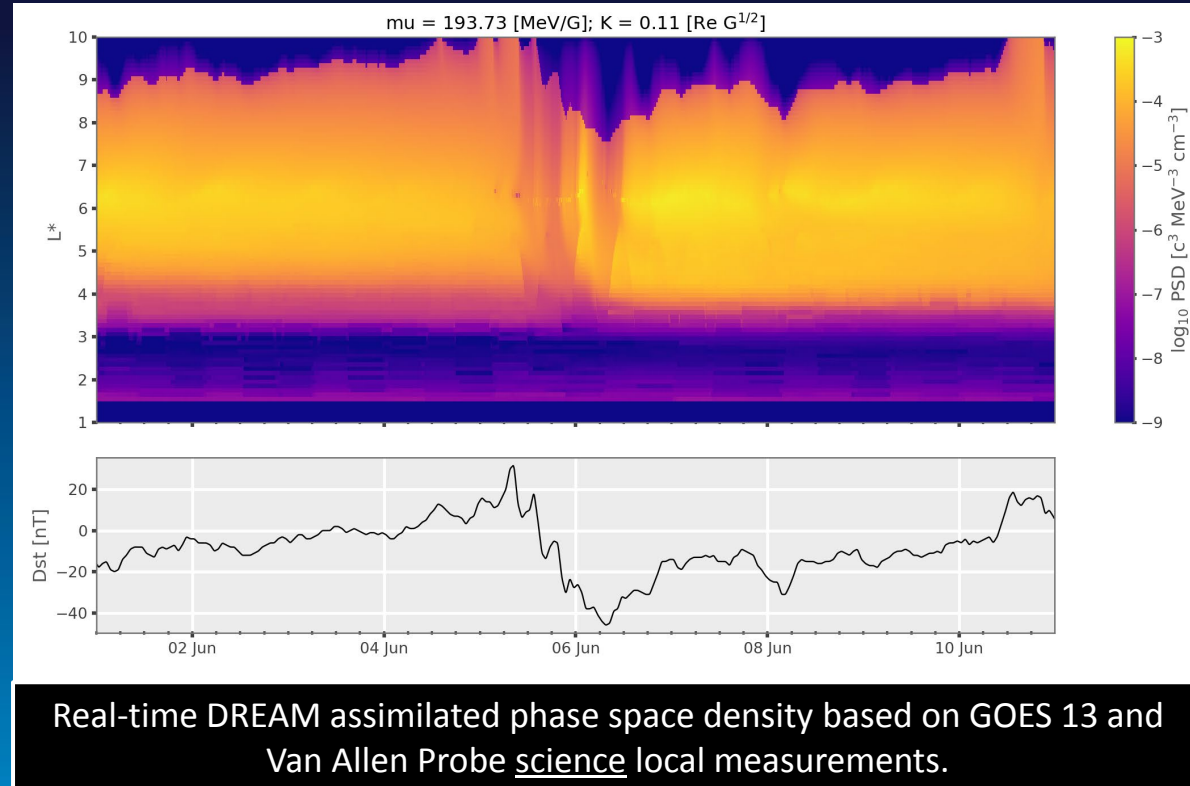 mu = 193.73 [MeV/G]; K = 0.11 [Re G^{1/2}]
10
9
8
7
6
5
4
3
2
1
L*
−3
−4
−5
−6
−7
−8
−9
log₁₀ PSD [c³ MeV⁻³ cm⁻³]
20
0
−20
−40
Dst [nT]
02 Jun
04 Jun
06 Jun
08 Jun
10 Jun
Real-time DREAM assimilated phase space density based on GOES 13 and
Van Allen Probe science local measurements.